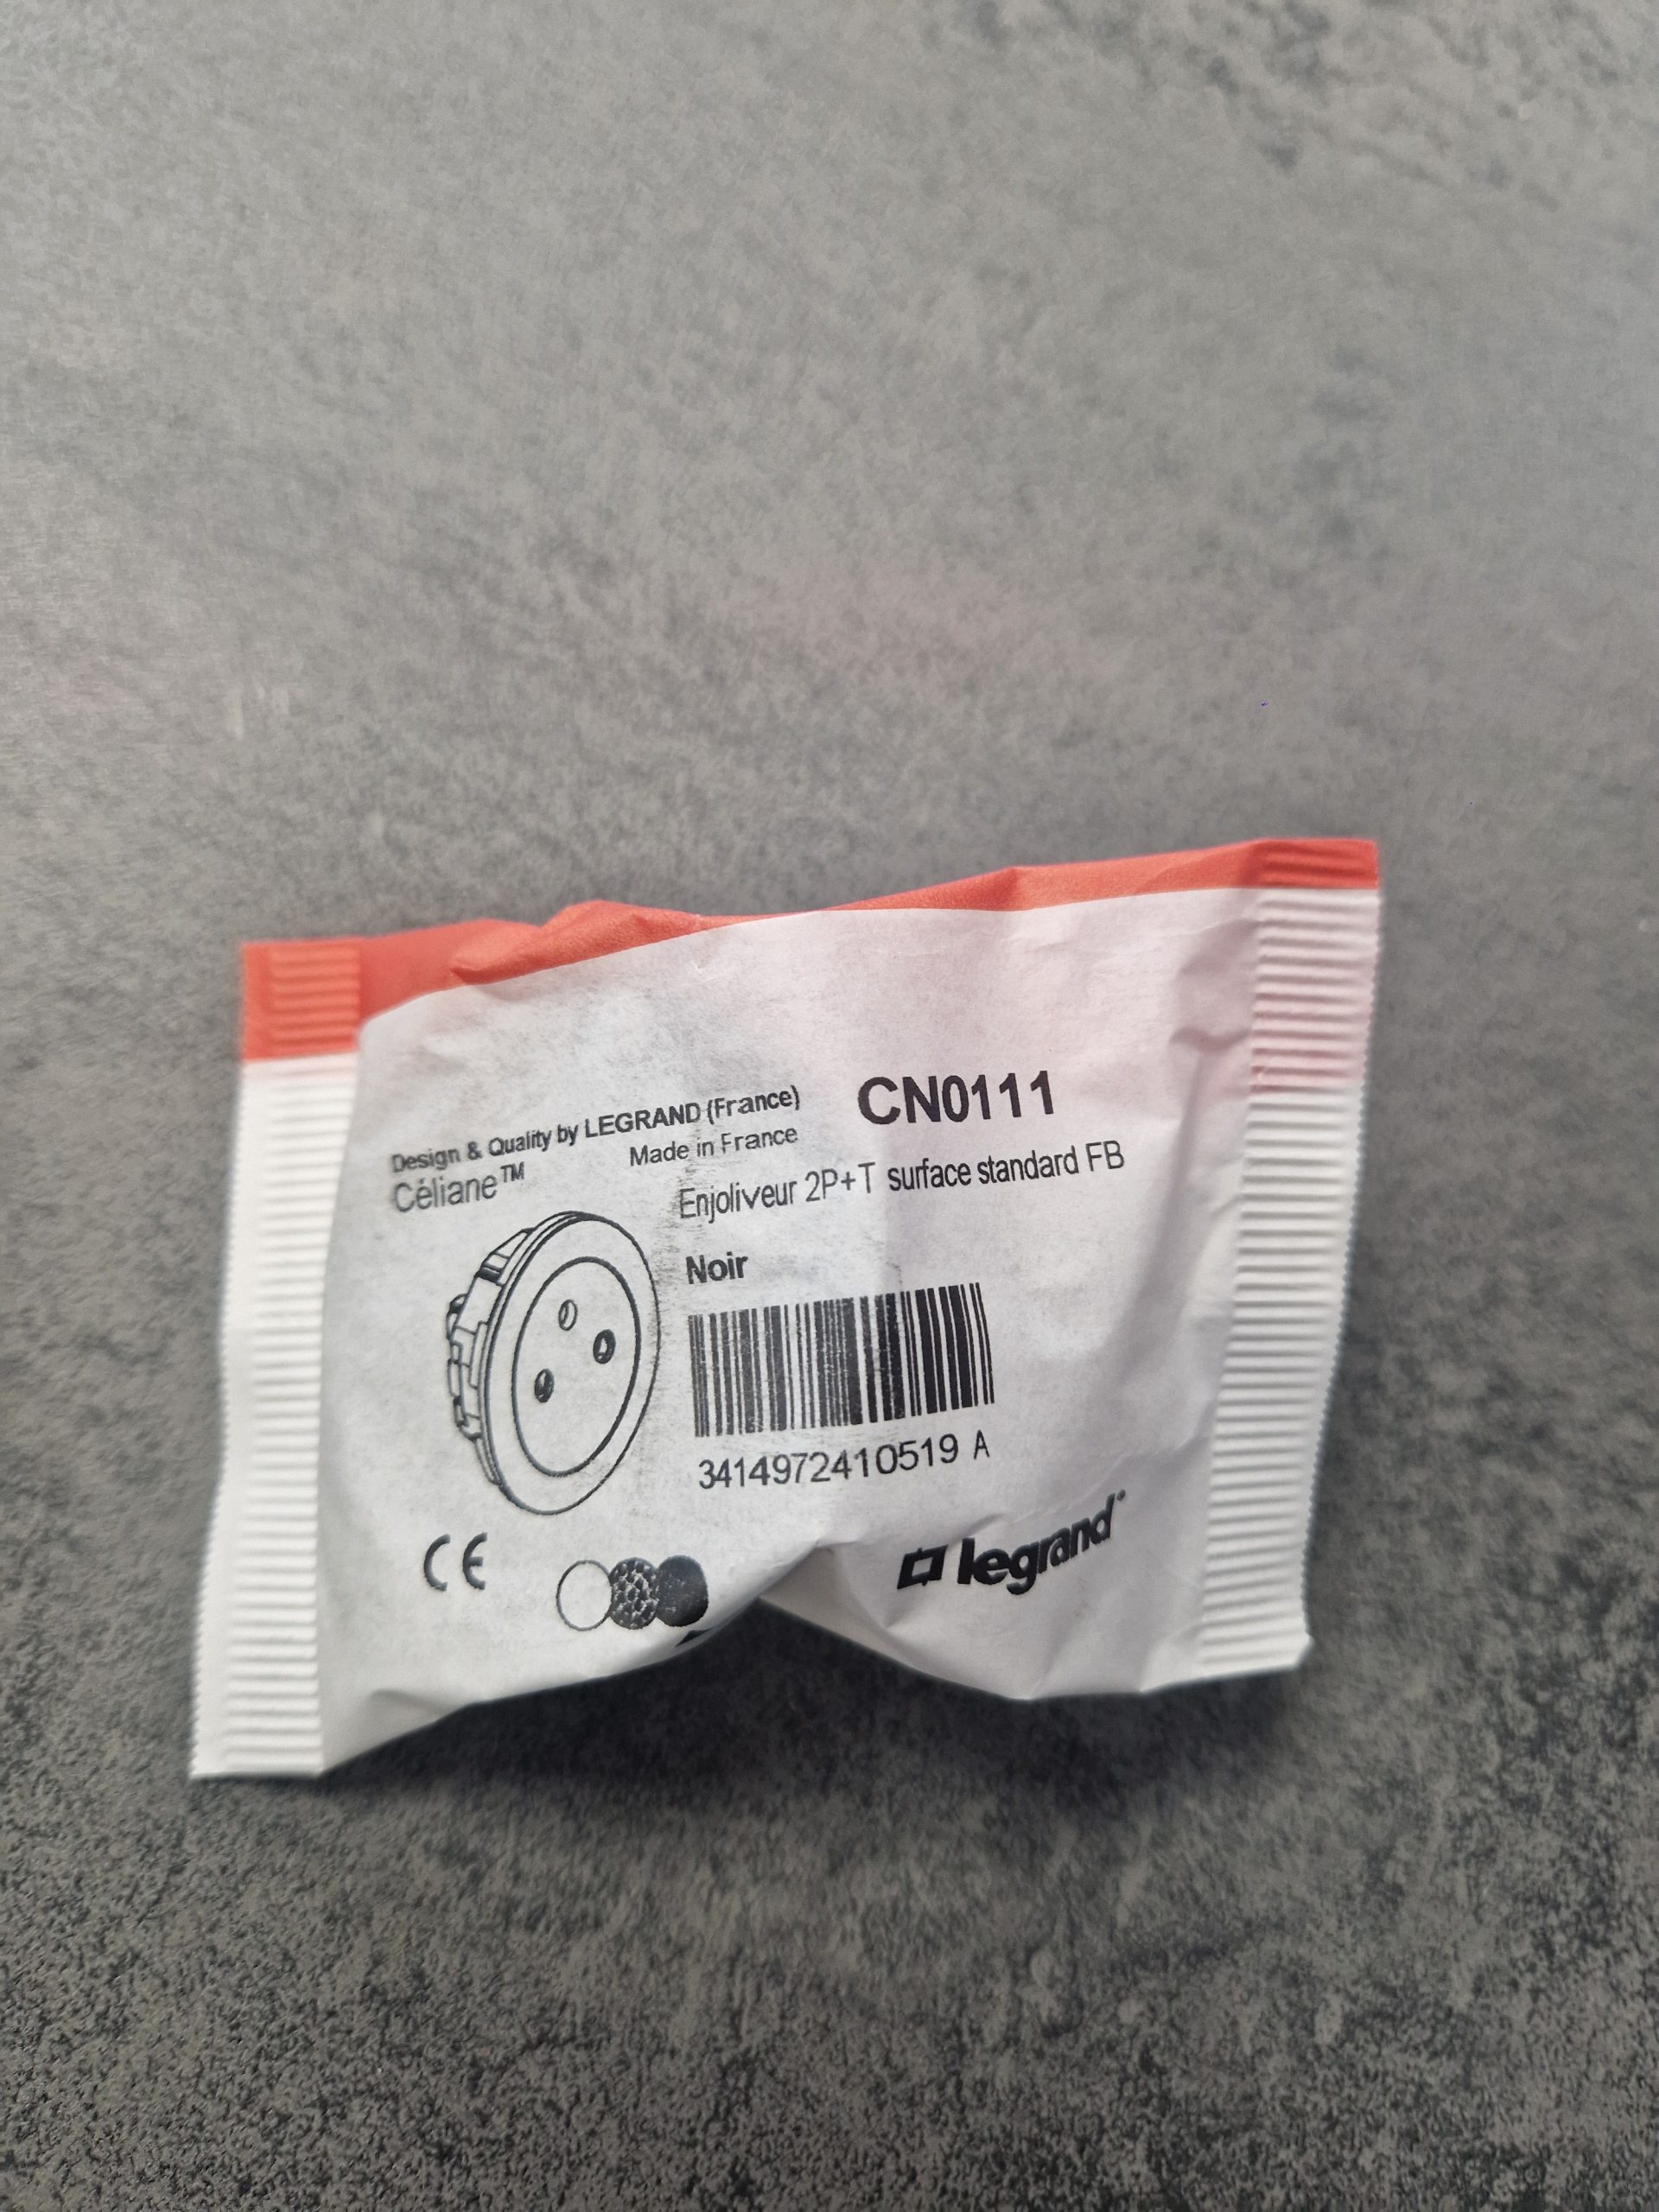 Design & Quality by LEGRAND (France)
Made in France
Céliane™
CN0111
Enjoliveur 2P+T surface standard FB
Noir
3414972410519 A
CE
legrand®